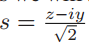 s = \frac{z-iy}{\sqrt{2}}